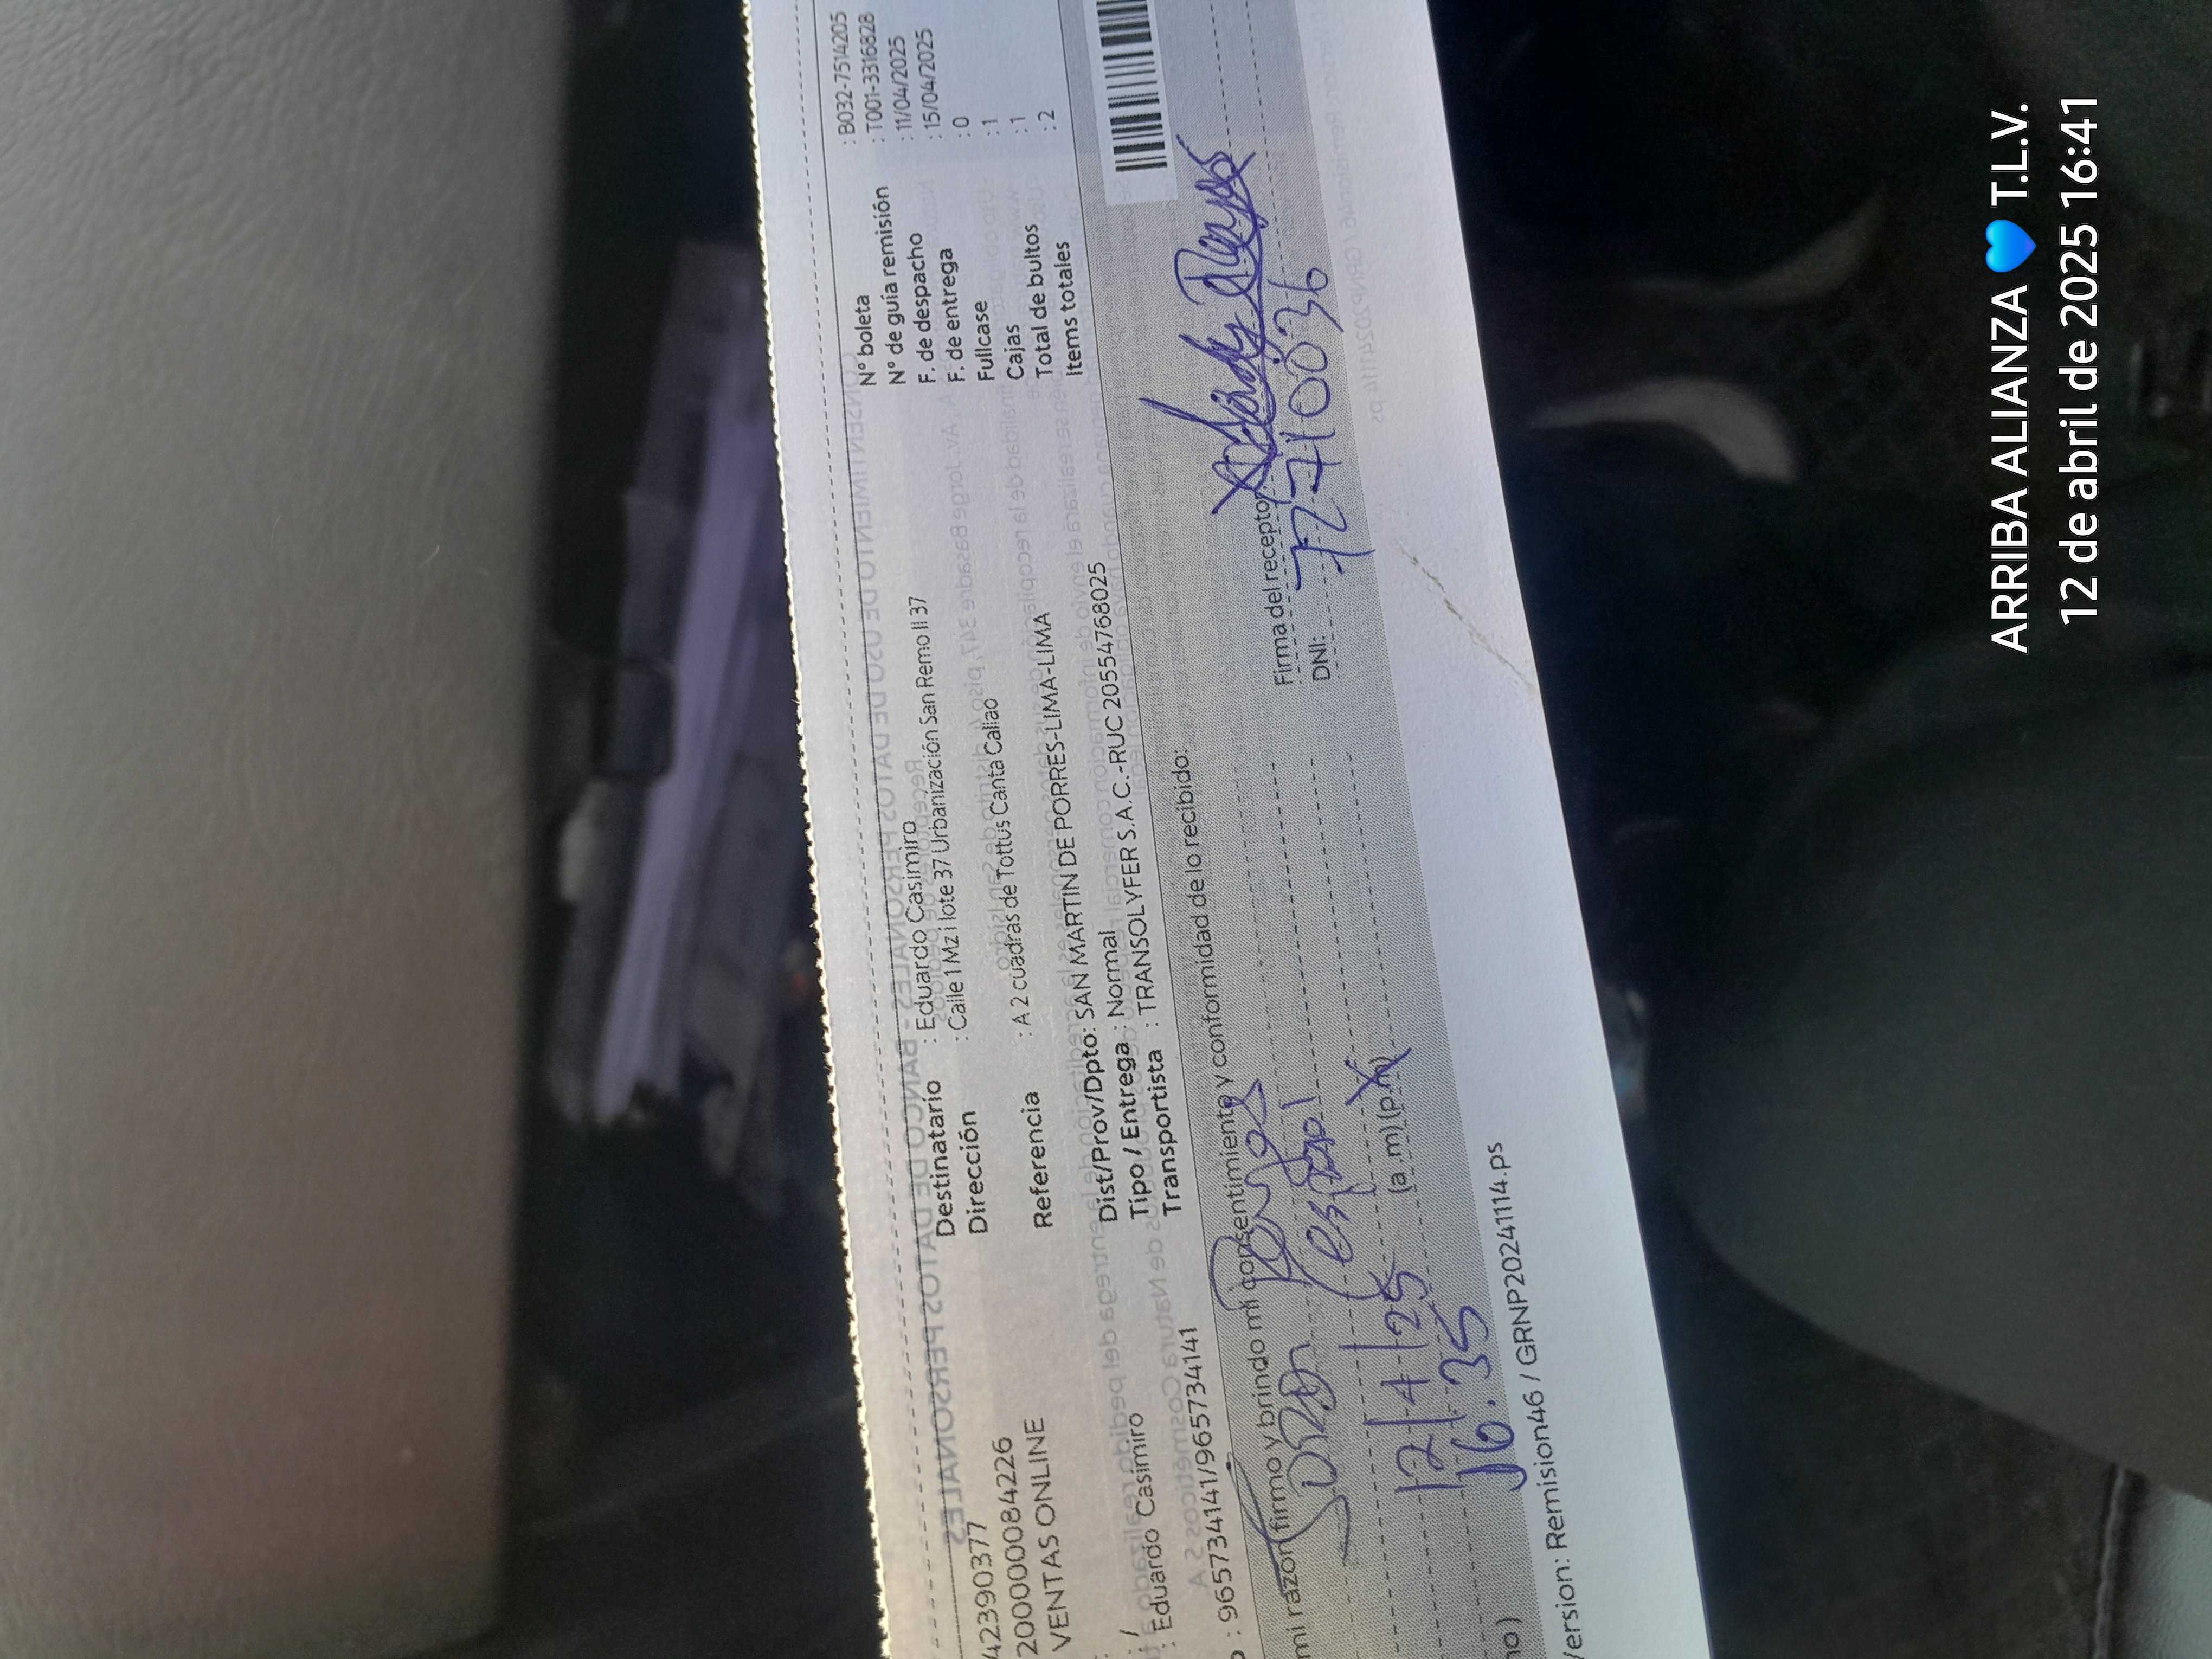 423390377
2000000084226
VENTAS ONLINE
: /
: Eduardo Casimiro
: 965734141/965734141
Destinatario : Eduardo Casimiro
Dirección : Calle 1 Mz i lote 37 Urbanización San Remo II 37
Referencia : A 2 cuadras de Tottus Canta Callao
Dist/Prov/Dpto: SAN MARTIN DE PORRES-LIMA-LIMA
Tipo / Entrega : Normal
Transportista : TRANSOLYFER S.A.C.-RUC 20554768025
N° boleta : B032-7514205
N° de guía remisión : T001-3316828
F. de despacho : 11/04/2025
F. de entrega : 15/04/2025
Fullcase : 0
Cajas : 1
Total de bultos : 1
Items totales : 2
mi razón firmo y brindo mi consentimiento y conformidad de lo recibido:
Firma del receptor:
DNI: 72710036
12/4/25
16:35 (a.m) (p.m)
Version: Remision46 / GRNP20241114.ps
ARRIBA ALIANZA 💙 T.L.V.
12 de abril de 2025 16:41